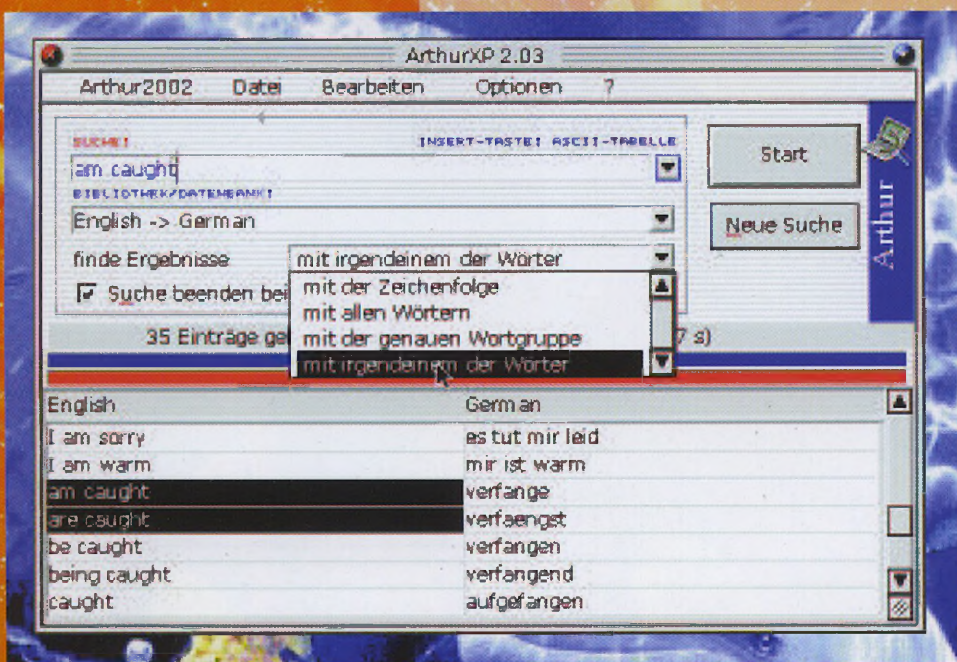 ArthurXP 2.03
Arthur2002 Datei Bearbeiten Optionen ?
SUCHE: INSERT-TASTE: ASCII-TABELLE
am caught
BIBLIOTHEK/DATENBANK:
English -> German
finde Ergebnisse mit irgendeinem der Wörter
Start
Neue Suche
Arthur
Suche beenden bei
mit der Zeichenfolge
mit allen Wörtern
mit der genauen Wortgruppe
mit irgendeinem der Wörter
35 Einträge ge 7 s)
English German
I am sorry es tut mir leid
I am warm mir ist warm
am caught verfange
are caught verfaengst
be caught verfangen
being caught verfangend
caught aufgefangen